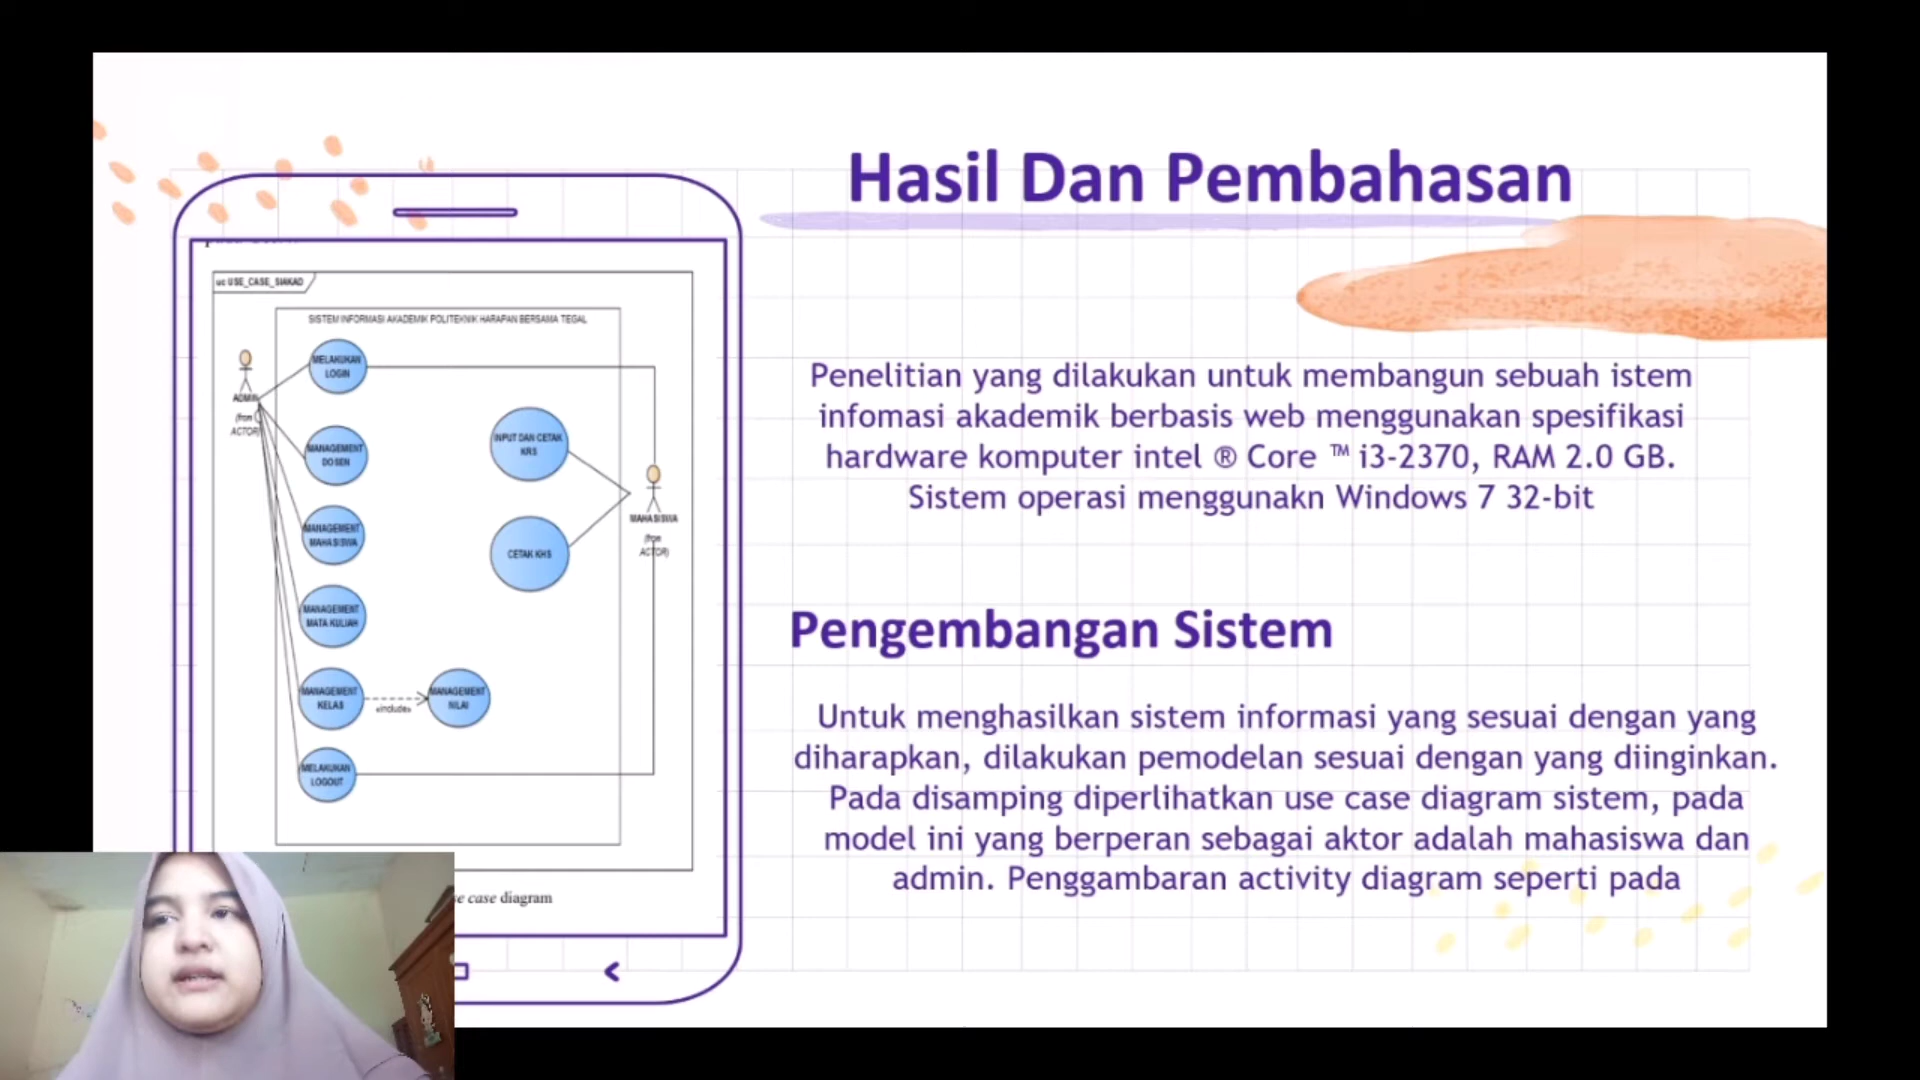 Hasil Dan Pembahasan
uc USE_CASE_SIAKAD
SISTEM INFORMASI AKADEMIK POLITEKNIK HARAPAN BERSAMA TEGAL
MELAKUKAN
LOGIN
ADMIN
(from
ACTOR)
MANAGEMENT
DOSEN
INPUT DAN CETAK
KRS
MANAGEMENT
MAHASISWA
MAHASISWA
(from
ACTOR)
CETAK KHS
MANAGEMENT
MATA KULIAH
MANAGEMENT
KELAS
«include»
MANAGEMENT
NILAI
MELAKUKAN
LOGOUT
case diagram
Penelitian yang dilakukan untuk membangun sebuah istem
infomasi akademik berbasis web menggunakan spesifikasi
hardware komputer intel ® Core ™ i3-2370, RAM 2.0 GB.
Sistem operasi menggunakn Windows 7 32-bit
Pengembangan Sistem
Untuk menghasilkan sistem informasi yang sesuai dengan yang
diharapkan, dilakukan pemodelan sesuai dengan yang diinginkan.
Pada disamping diperlihatkan use case diagram sistem, pada
model ini yang berperan sebagai aktor adalah mahasiswa dan
admin. Penggambaran activity diagram seperti pada